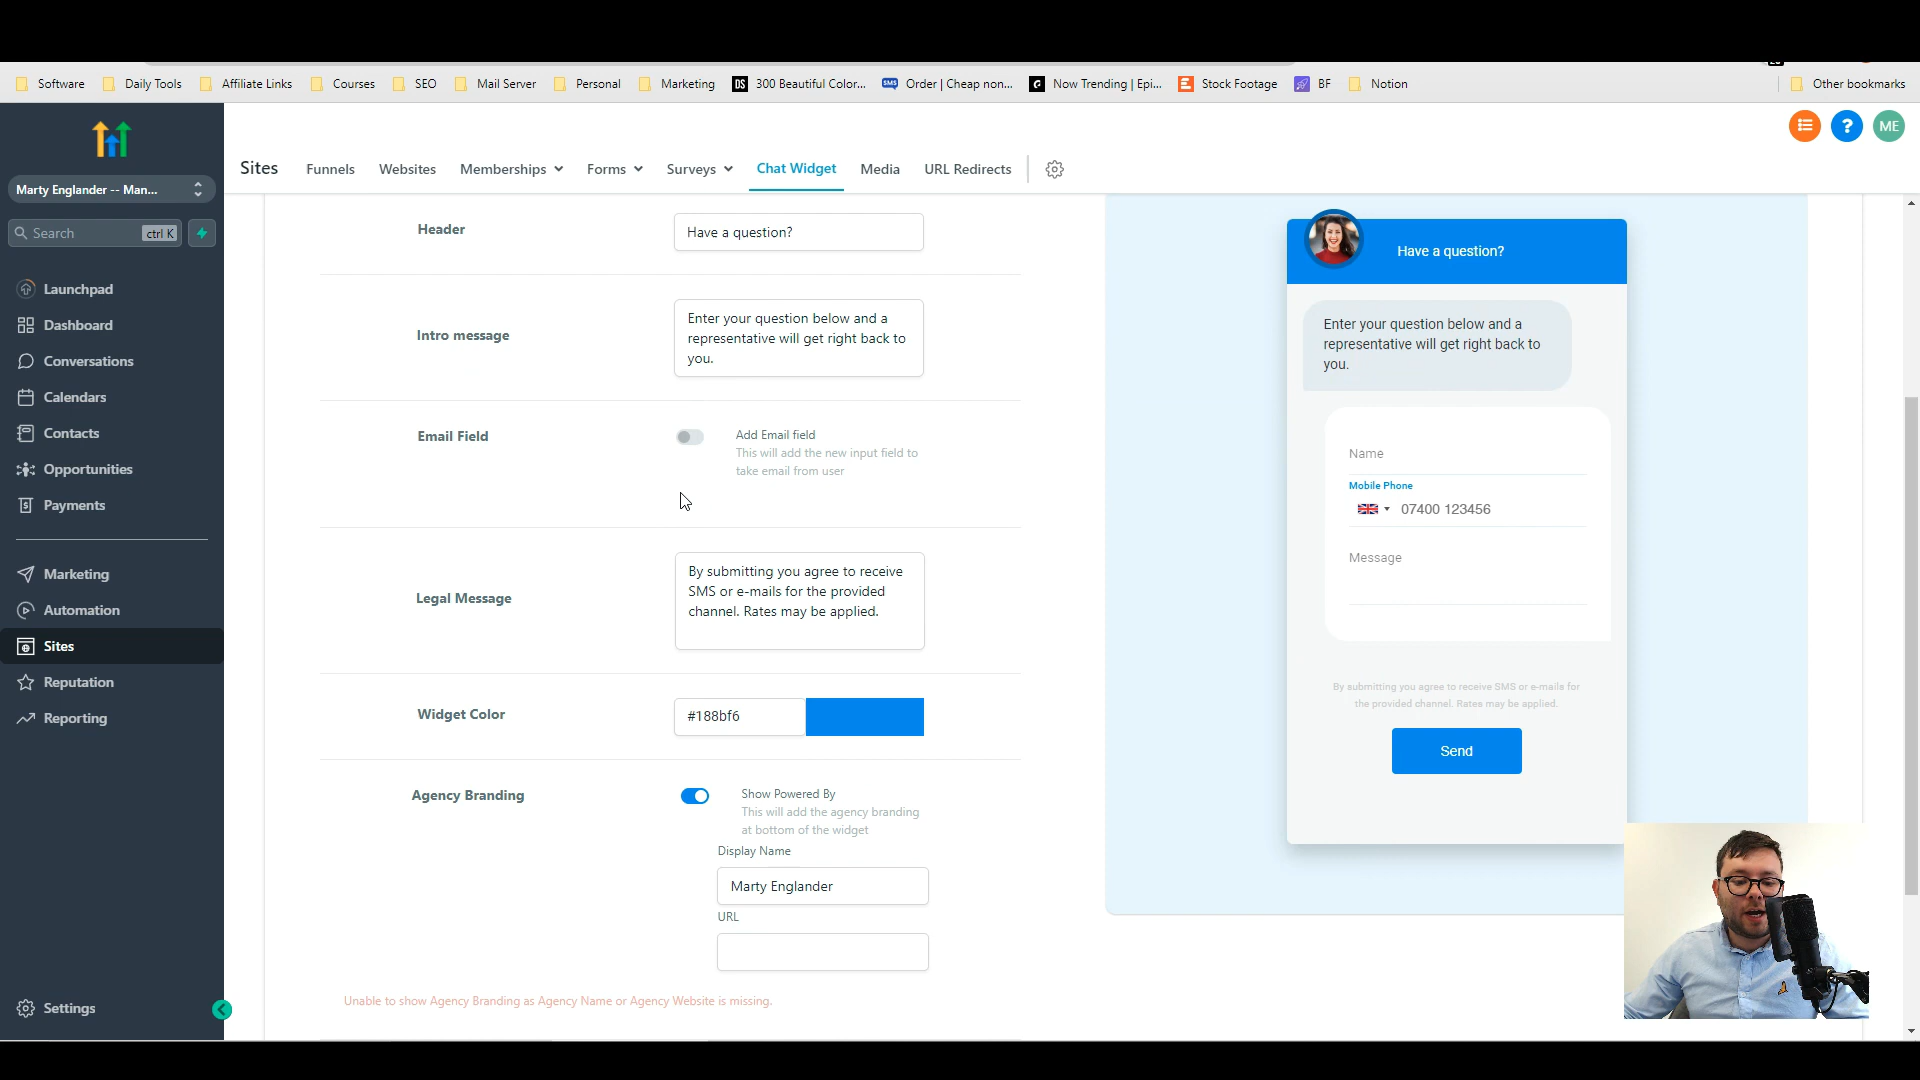 Software
Daily Tools
Affiliate Links
Courses
SEO
Mail Server
Personal
Marketing
DS
300 Beautiful Color...
SMS
Order | Cheap non...
Now Trending | Epi...
Stock Footage
BF
Notion
Other bookmarks
?
ME
Marty Englander -- Man...
Search
ctrl K
Launchpad
Dashboard
Conversations
Calendars
Contacts
Opportunities
Payments
Marketing
Automation
Sites
Reputation
Reporting
Settings
Sites
Funnels
Websites
Memberships
Forms
Surveys
Chat Widget
Media
URL Redirects
Header
Have a question?
Intro message
Enter your question below and a
representative will get right back to
you.
Email Field
Add Email field
This will add the new input field to
take email from user
Legal Message
By submitting you agree to receive
SMS or e-mails for the provided
channel. Rates may be applied.
Widget Color
#188bf6
Agency Branding
Show Powered By
This will add the agency branding
at bottom of the widget
Display Name
Marty Englander
URL
Unable to show Agency Branding as Agency Name or Agency Website is missing.
Have a question?
Enter your question below and a
representative will get right back to
you.
Name
Mobile Phone
07400 123456
Message
By submitting you agree to receive SMS or e-mails for
the provided channel. Rates may be applied.
Send